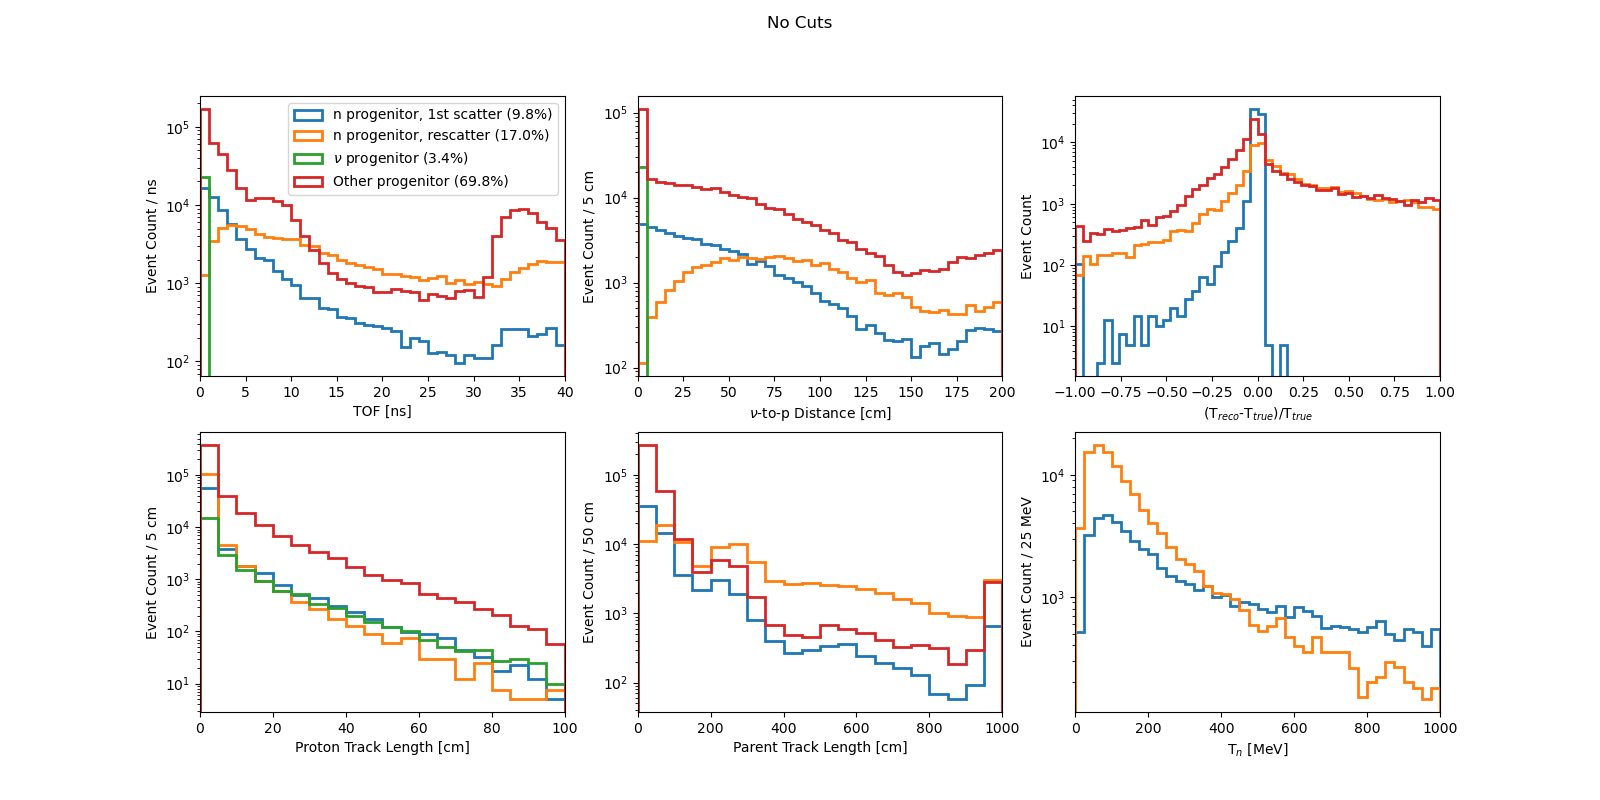 No Cuts
Event Count / ns
10⁵
10⁴
10³
10²
n progenitor, 1st scatter (9.8%)
n progenitor, rescatter (17.0%)
ν progenitor (3.4%)
Other progenitor (69.8%)
0 5 10 15 20 25 30 35 40
TOF [ns]
Event Count / 5 cm
10⁵
10⁴
10³
10²
0 25 50 75 100 125 150 175 200
ν-to-p Distance [cm]
Event Count
10⁴
10³
10²
10¹
−1.00 −0.75 −0.50 −0.25 0.00 0.25 0.50 0.75 1.00
(T_reco-T_true)/T_true
Event Count / 5 cm
10⁵
10⁴
10³
10²
10¹
0 20 40 60 80 100
Proton Track Length [cm]
Event Count / 50 cm
10⁵
10⁴
10³
10²
0 200 400 600 800 1000
Parent Track Length [cm]
Event Count / 25 MeV
10⁴
10³
0 200 400 600 800 1000
T_n [MeV]